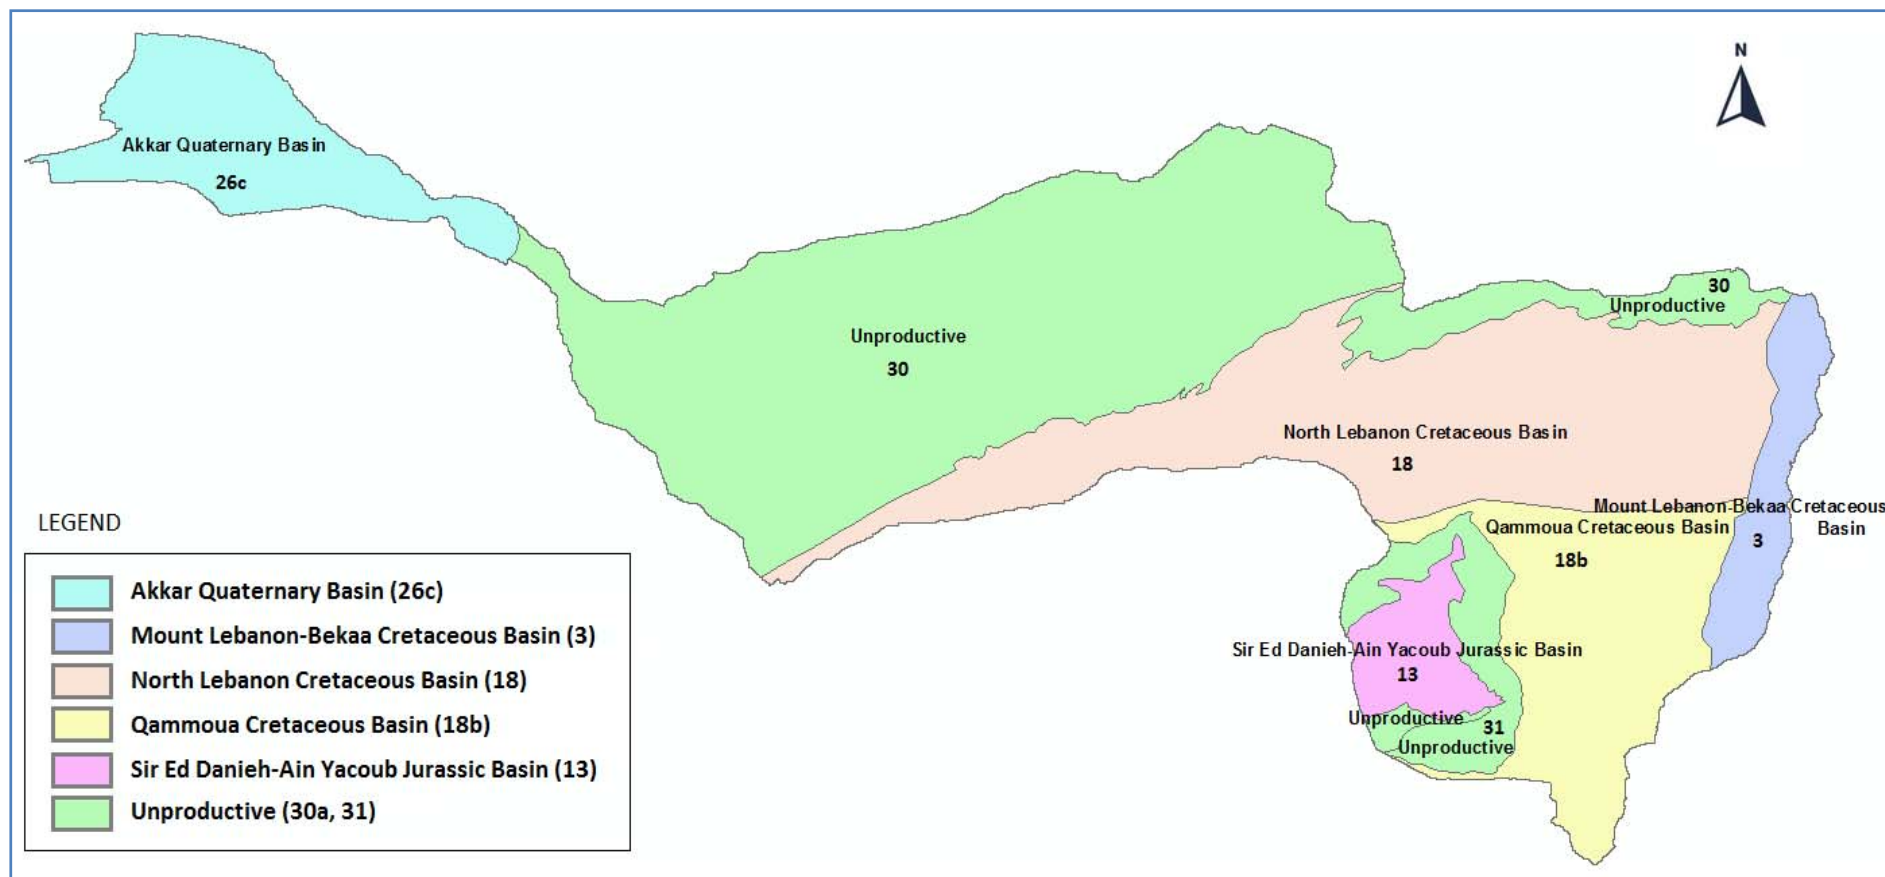 N
Akkar Quaternary Basin
26c
30
Unproductive
Unproductive
30
North Lebanon Cretaceous Basin
18
Mount Lebanon-Bekaa Cretaceous
Basin
3
Qammoua Cretaceous Basin
18b
Sir Ed Danieh-Ain Yacoub Jurassic Basin
13
Unproductive
31
Unproductive
LEGEND
Akkar Quaternary Basin (26c)
Mount Lebanon-Bekaa Cretaceous Basin (3)
North Lebanon Cretaceous Basin (18)
Qammoua Cretaceous Basin (18b)
Sir Ed Danieh-Ain Yacoub Jurassic Basin (13)
Unproductive (30a, 31)